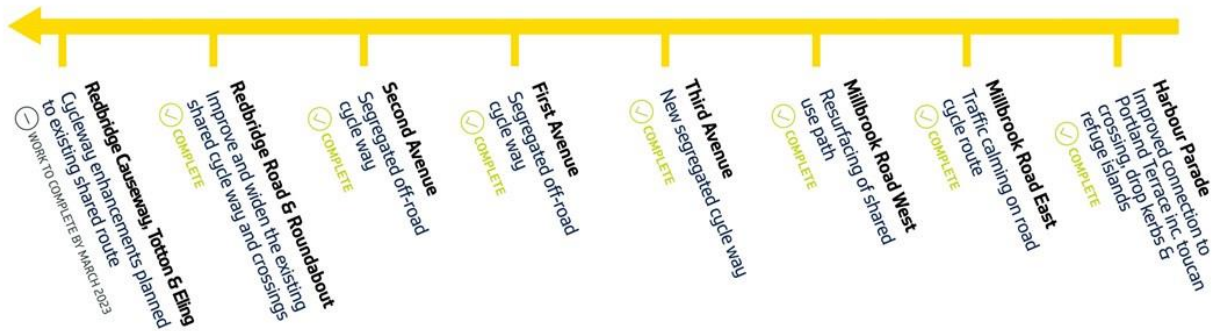 Redbridge Causeway, Totton & Eling
Cycleway enhancements planned
to existing shared route
WORK TO COMPLETE BY MARCH 2023
Redbridge Road & Roundabout
Improve and widen the existing
shared cycle way and crossings
COMPLETE
Second Avenue
Segregated off-road
cycle way
COMPLETE
First Avenue
Segregated off-road
cycle way
COMPLETE
Third Avenue
New segregated cycle way
COMPLETE
Millbrook Road West
Resurfacing of shared
use path
COMPLETE
Millbrook Road East
Traffic calming on road
cycle route
COMPLETE
Harbour Parade
Improved connection to
Portland Terrace inc. toucan
crossing, drop kerbs &
refuge islands
COMPLETE